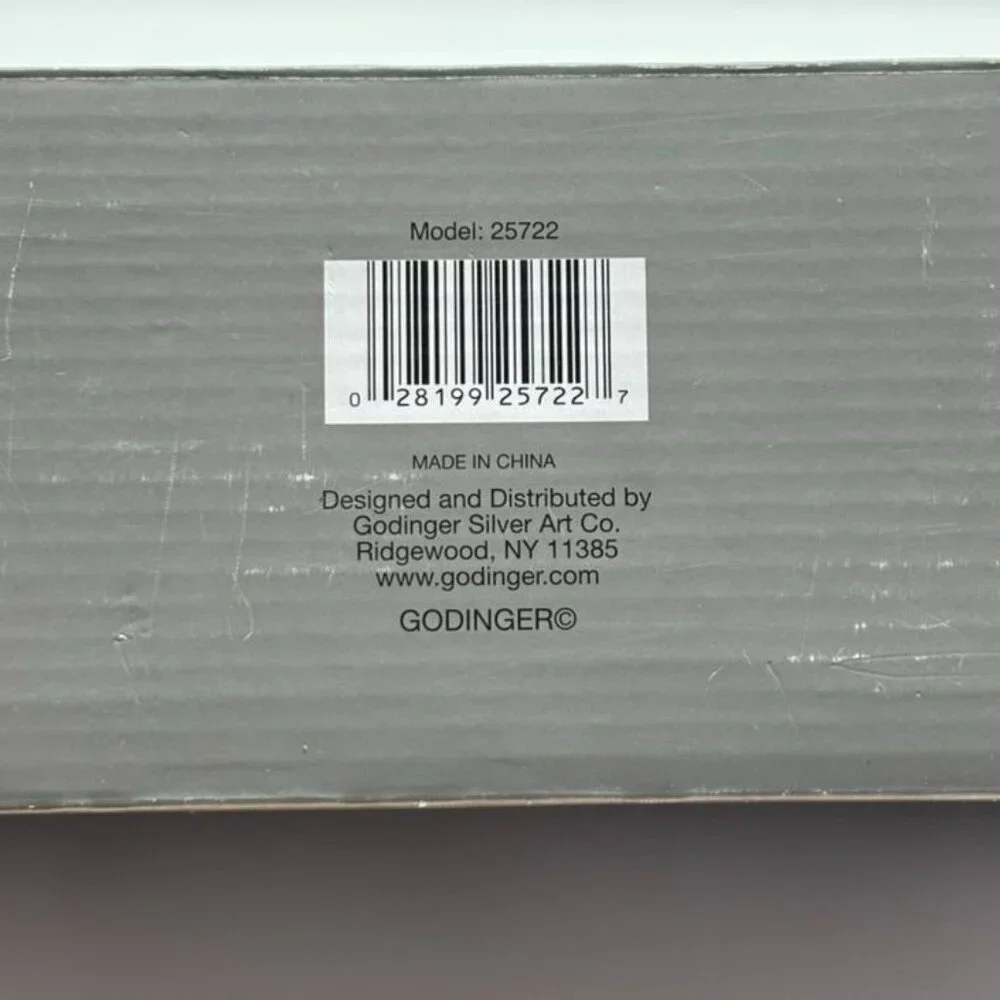 Model: 25722
0 28199 25722 7
MADE IN CHINA
Designed and Distributed by
Godinger Silver Art Co.
Ridgewood, NY 11385
www.godinger.com
GODINGER©